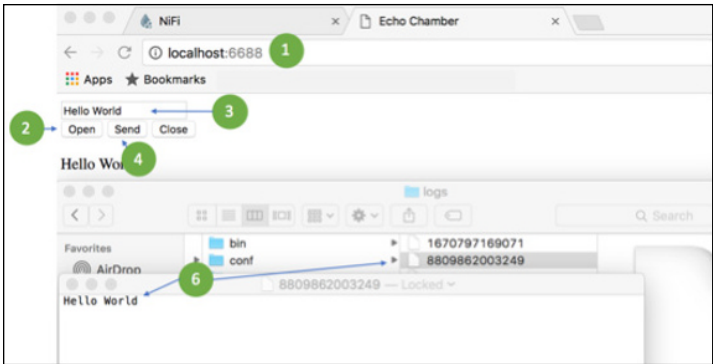 NiFi
Echo Chamber
localhost:6688
1
Apps
Bookmarks
Hello World
3
2
Open
Send
Close
4
Hello Wo
logs
Search
Favorites
bin
1670797169071
conf
8809862003249
AirDrop
6
8809862003249 — Locked
Hello World